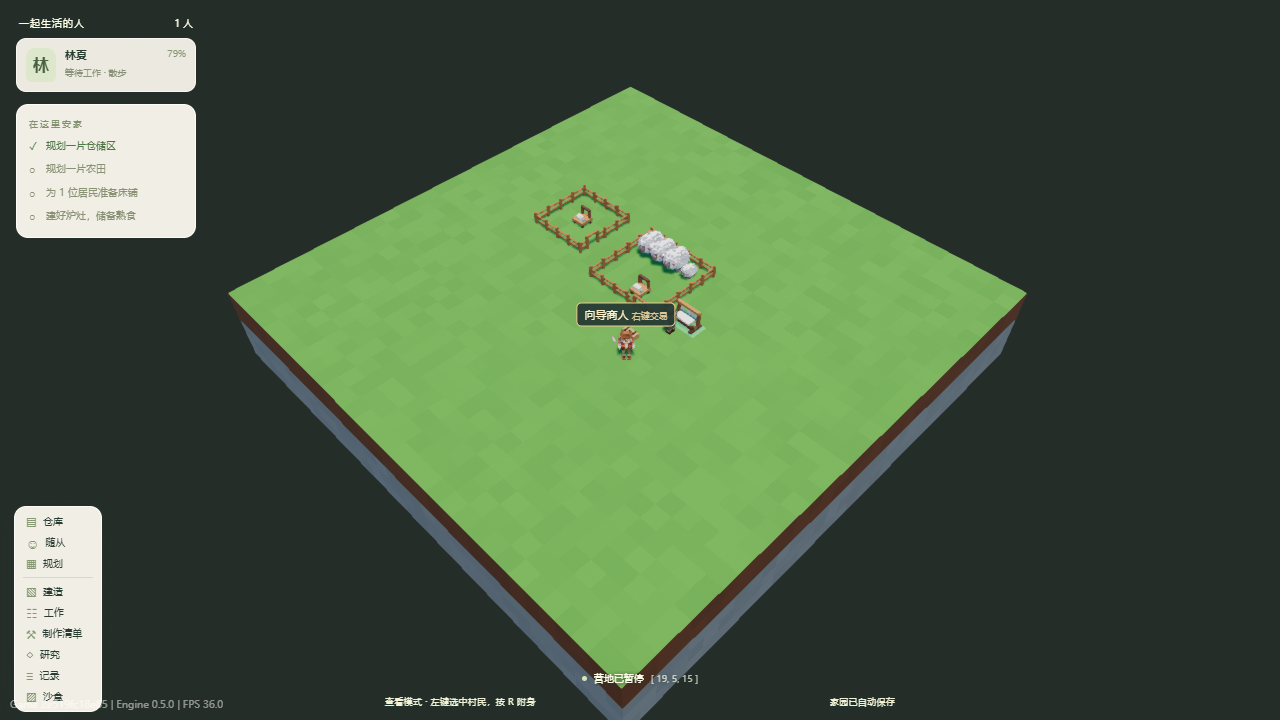 一起生活的人 1 人
林
林夏 79%
等待工作 · 散步
在这里安家
✓ 规划一片仓储区
○ 规划一片农田
○ 为 1 位居民准备床铺
○ 建好炉灶，储备熟食
向导商人 右键交易
仓库
随从
规划
建造
工作
制作清单
研究
记录
沙盒
营地已暂停 [ 19, 5, 15 ]
| Engine 0.5.0 | FPS 36.0
查看模式 · 左键选中村民，按 R 附身
家园已自动保存